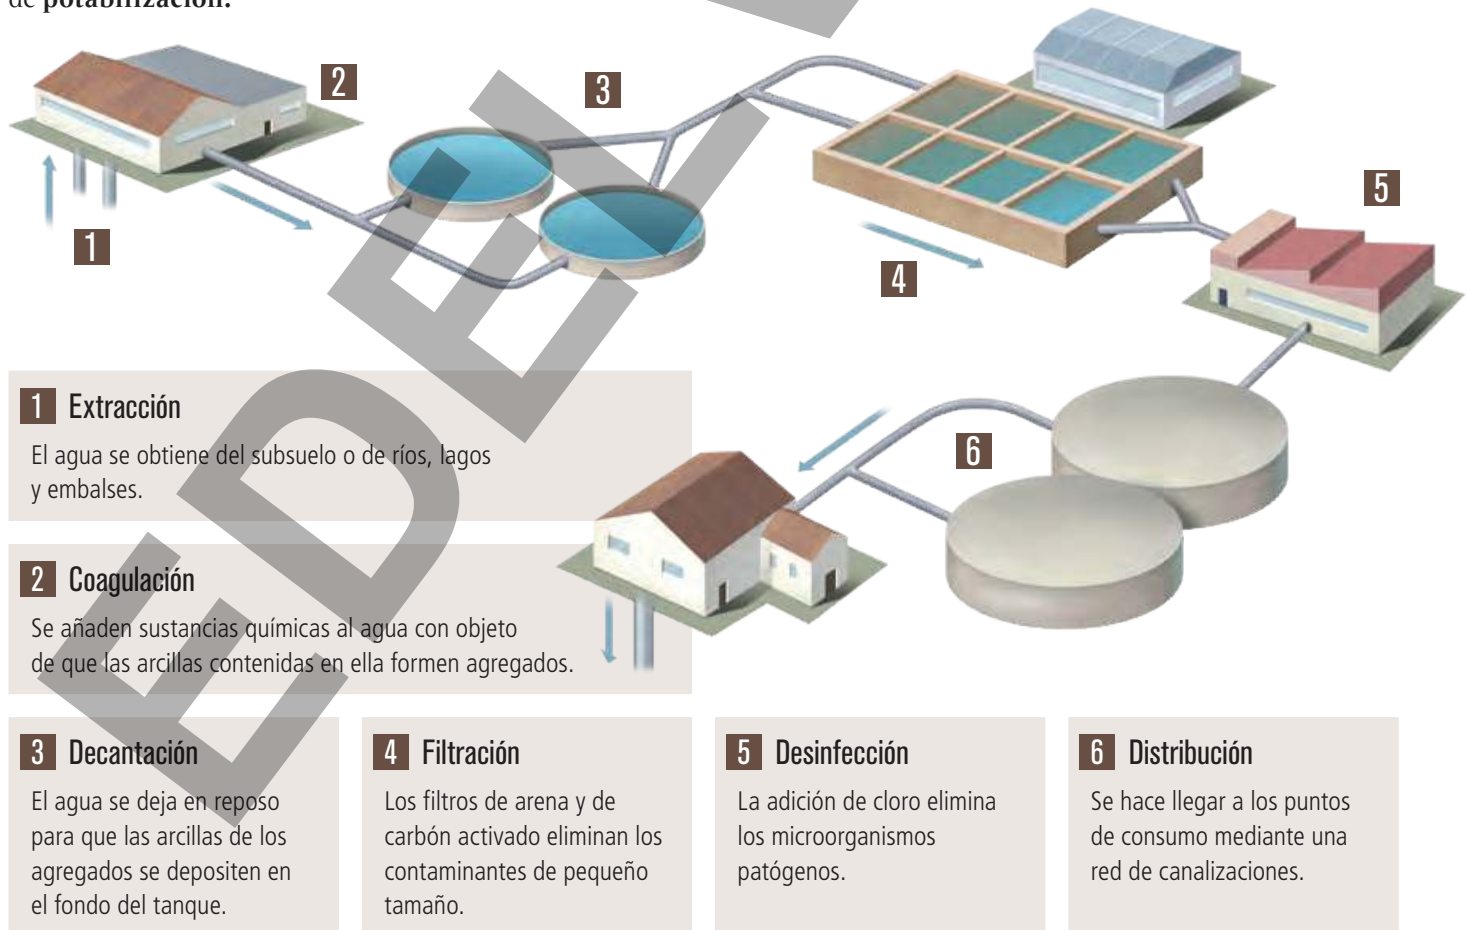 de potabilización.
2
3
5
1
4
6
1 Extracción
El agua se obtiene del subsuelo o de ríos, lagos
y embalses.
2 Coagulación
Se añaden sustancias químicas al agua con objeto
de que las arcillas contenidas en ella formen agregados.
3 Decantación
El agua se deja en reposo
para que las arcillas de los
agregados se depositen en
el fondo del tanque.
4 Filtración
Los filtros de arena y de
carbón activado eliminan los
contaminantes de pequeño
tamaño.
5 Desinfección
La adición de cloro elimina
los microorganismos
patógenos.
6 Distribución
Se hace llegar a los puntos
de consumo mediante una
red de canalizaciones.
EDEL